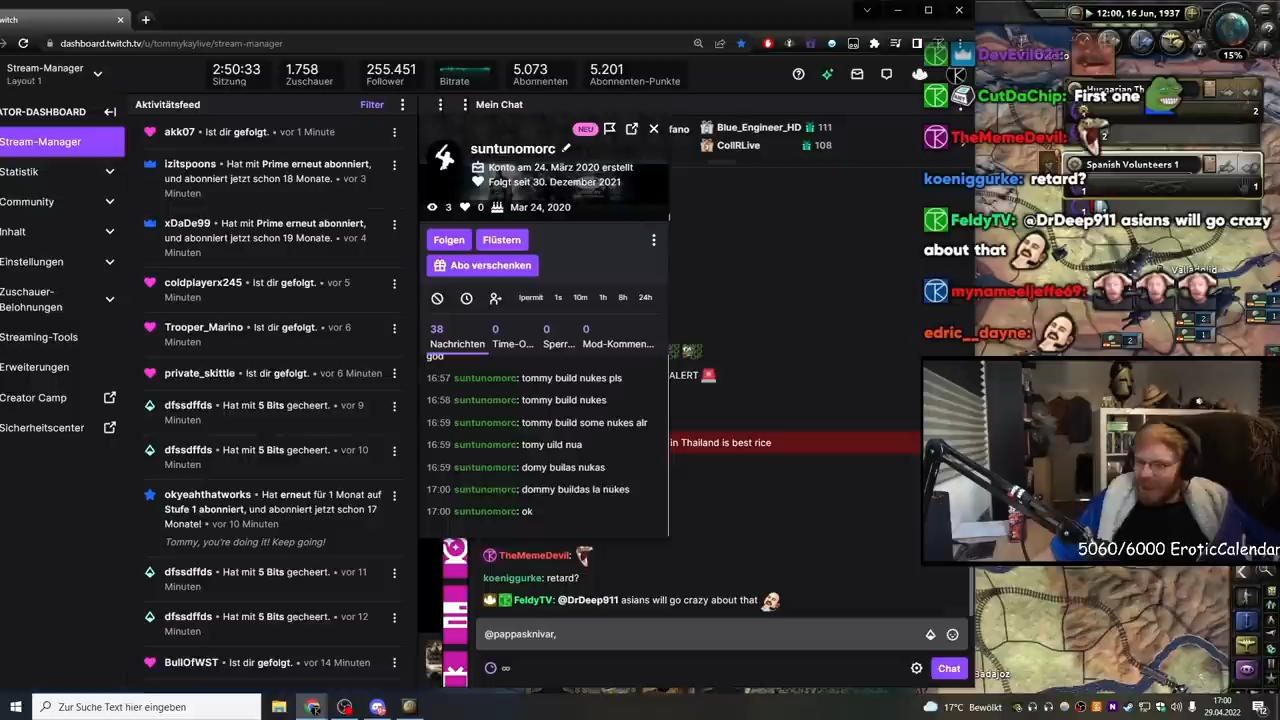 witch
dashboard.twitch.tv/u/tommykaylive/stream-manager
Stream-Manager
Layout 1
2:50:33
Zeit
1.758
Zuschauer
255.451
Follower
Bitrate
5.073
Abonnenten
5.201
Abonnenten-Punkte
ATOR-DASHBOARD
Stream-Manager
Statistik
Community
Inhalt
Einstellungen
Zuschauer-
Belohnungen
Streaming-Tools
Erweiterungen
Creator Camp
Sicherheitscenter
Aktivitätsfeed
Filter
akk07 • Ist dir gefolgt. • vor 1 Minute
izitspoons • Hat mit Prime erneut abonniert,
und abonniert jetzt schon 18 Monate. • vor 3
Minuten
xDaDe99 • Hat mit Prime erneut abonniert,
und abonniert jetzt schon 19 Monate. • vor 4
Minuten
coldplayerx245 • Ist dir gefolgt. • vor 5
Minuten
Trooper_Marino • Ist dir gefolgt. • vor 6
Minuten
private_skittle • Ist dir gefolgt. • vor 6 Minuten
dfssdffds • Hat mit 5 Bits gecheert. • vor 9
Minuten
dfssdffds • Hat mit 5 Bits gecheert. • vor 10
Minuten
okyeahthatworks • Hat erneut für 1 Monat auf
Stufe 1 abonniert, und abonniert jetzt schon 17
Monate! • vor 10 Minuten
Tommy, you're doing it! Keep going!
dfssdffds • Hat mit 5 Bits gecheert. • vor 11
Minuten
dfssdffds • Hat mit 5 Bits gecheert. • vor 12
Minuten
BullOfWST • Ist dir gefolgt. • vor 14 Minuten
Mein Chat
NEU
fano
Blue_Engineer_HD 111
CollRLive 108
suntunomorc
Konto am 24. März 2020 erstellt
Folgt seit 30. Dezember 2021
3 0 Mar 24, 2020
Folgen
Flüstern
Abo verschenken
1s 10m 1h 8h 24h
38
Nachrichten
0
Time-O...
0
Sperr...
0
Mod-Kommen...
god
16:57 suntunomorc: tommy build nukes pls
16:58 suntunomorc: tommy build nukes
16:59 suntunomorc: tommy build some nukes alr
16:59 suntunomorc: tomy uild nua
16:59 suntunomorc: domy builas nukas
17:00 suntunomorc: dommy buildas la nukes
17:00 suntunomorc: ok
ALERT
in Thailand is best rice
TheMemeDevil:
koeniggurke: retard?
FeldyTV: @DrDeep911 asians will go crazy about that
@pappasknivar,
Chat
12:00, 16 Jun, 1937
15%
CutDaChip: First one
TheMemeDevil:
Spanish Volunteers 1
koeniggurke: retard?
FeldyTV: @DrDeep911 asians will go crazy
about that
Valladolid
edric__dayne:
5060/6000 EroticCalendar
Badajoz
Zur Suche Text hier eingeben
17°C Bewölkt
17:00
29.04.2022